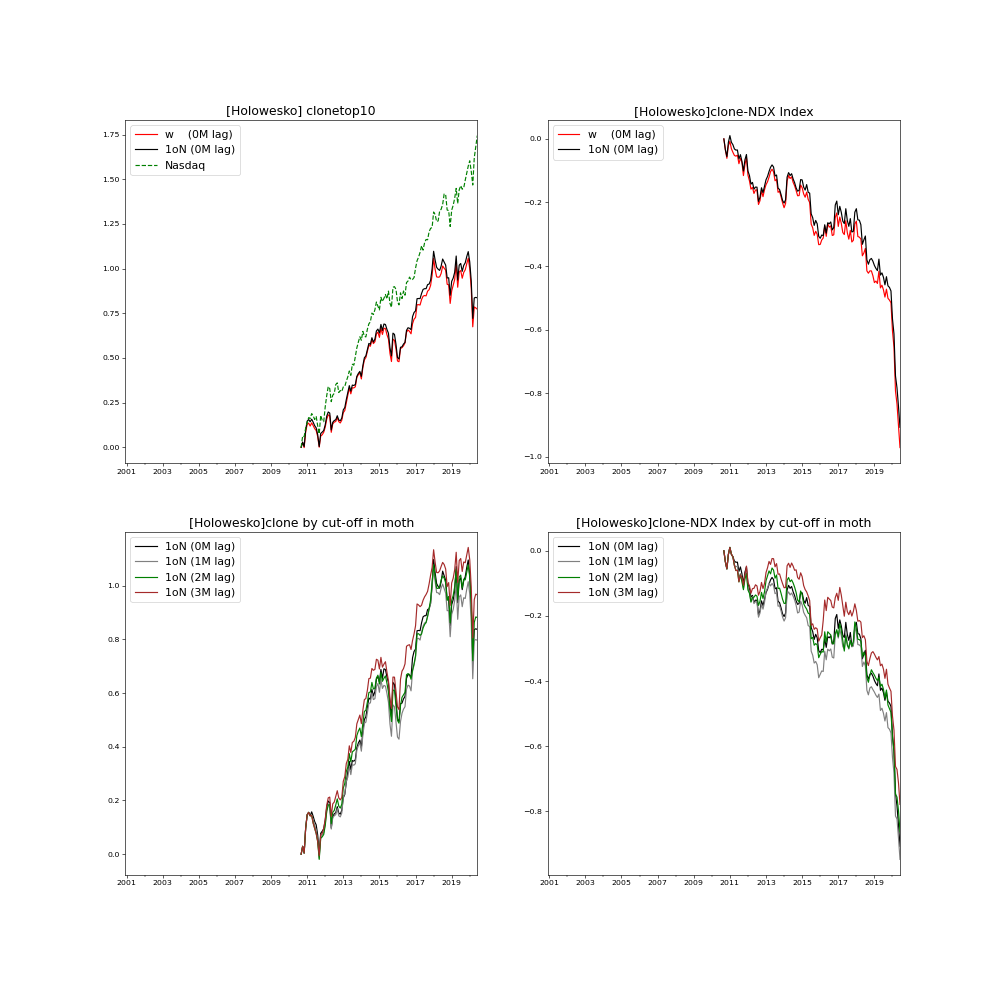 [Holowesko] clonetop10
w (0M lag)
1oN (0M lag)
Nasdaq
1.75
1.50
1.25
1.00
0.75
0.50
0.25
0.00
2001 2003 2005 2007 2009 2011 2013 2015 2017 2019
[Holowesko]clone-NDX Index
w (0M lag)
1oN (0M lag)
0.0
−0.2
−0.4
−0.6
−0.8
−1.0
2001 2003 2005 2007 2009 2011 2013 2015 2017 2019
[Holowesko]clone by cut-off in moth
1oN (0M lag)
1oN (1M lag)
1oN (2M lag)
1oN (3M lag)
1.0
0.8
0.6
0.4
0.2
0.0
2001 2003 2005 2007 2009 2011 2013 2015 2017 2019
[Holowesko]clone-NDX Index by cut-off in moth
1oN (0M lag)
1oN (1M lag)
1oN (2M lag)
1oN (3M lag)
0.0
−0.2
−0.4
−0.6
−0.8
2001 2003 2005 2007 2009 2011 2013 2015 2017 2019